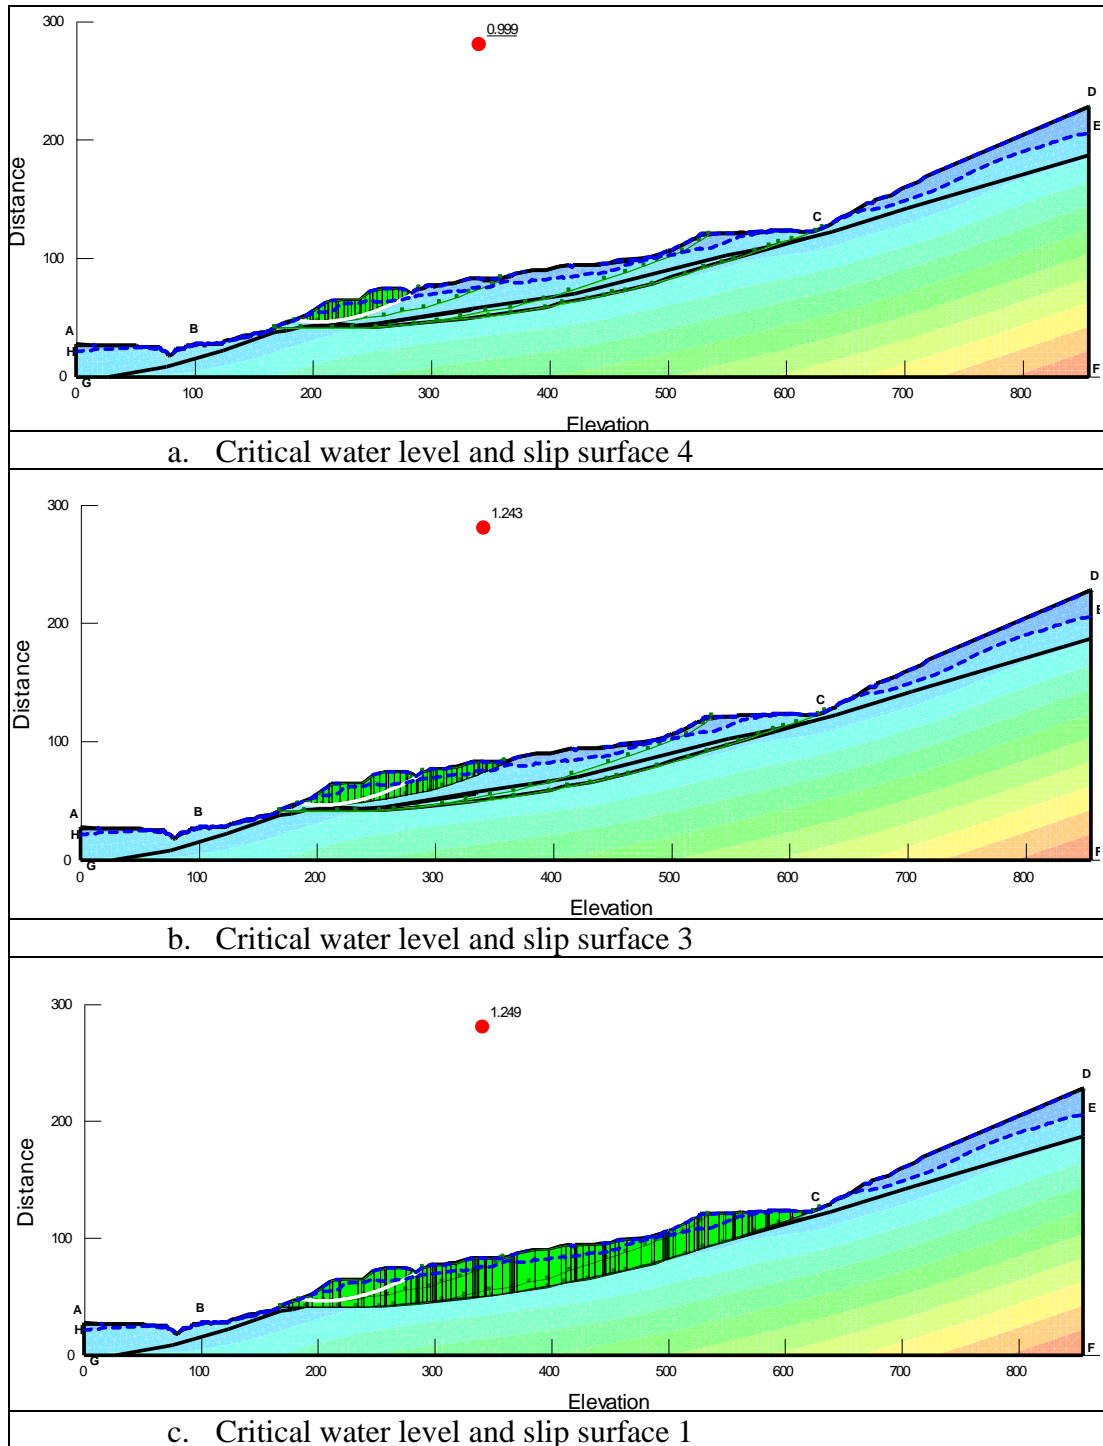 300
0.999
D
E
200
Distance
C
100
A
B
H
0
G
F
0 100 200 300 400 500 600 700 800
Elevation
a. Critical water level and slip surface 4
300
1.243
D
E
200
Distance
C
100
A
B
H
0
G
F
0 100 200 300 400 500 600 700 800
Elevation
b. Critical water level and slip surface 3
300
1.249
D
E
200
Distance
C
100
A
B
H
0
G
F
0 100 200 300 400 500 600 700 800
Elevation
c. Critical water level and slip surface 1